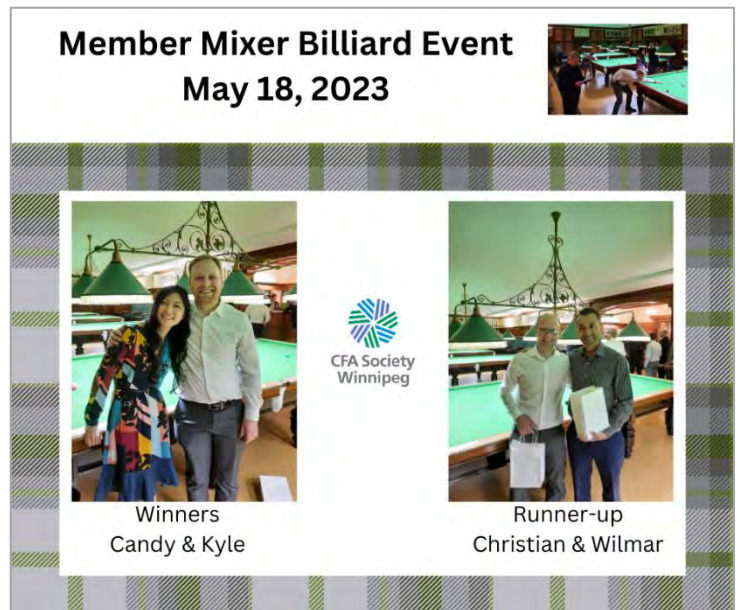 Member Mixer Billiard Event
May 18, 2023
CFA Society
Winnipeg
Winners
Candy & Kyle
Runner-up
Christian & Wilmar